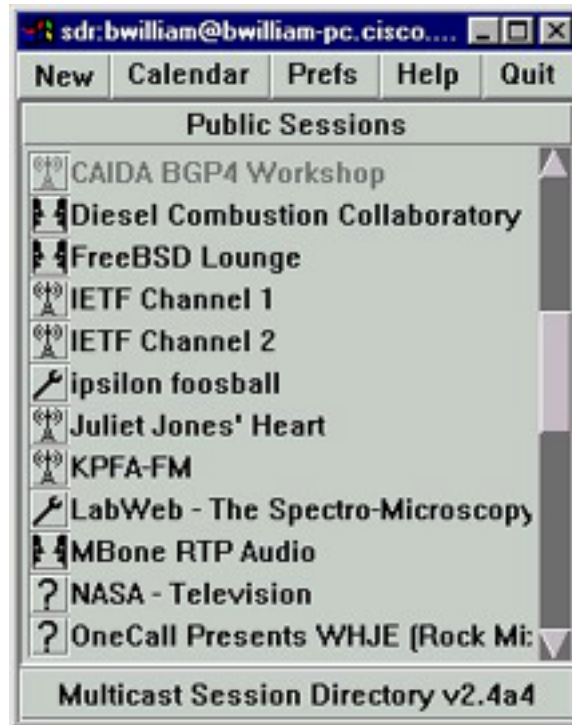 sdr:bwilliam@bwilliam-pc.cisco....
New Calendar Prefs Help Quit
Public Sessions
CAIDA BGP4 Workshop
Diesel Combustion Collaboratory
FreeBSD Lounge
IETF Channel 1
IETF Channel 2
ipsilon foosball
Juliet Jones' Heart
KPFA-FM
LabWeb - The Spectro-Microscopy
MBone RTP Audio
? NASA - Television
? OneCall Presents WHJE (Rock Mi:
Multicast Session Directory v2.4a4